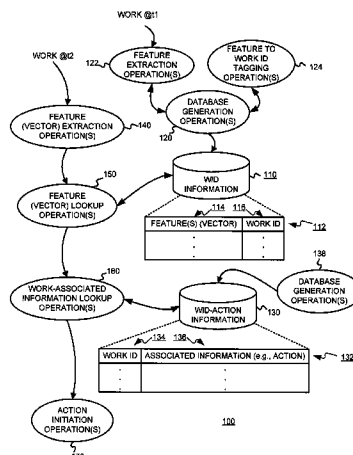 WORK @t1
WORK @t2
122
FEATURE
EXTRACTION
OPERATION(S)
FEATURE TO
WORK ID
TAGGING
OPERATION(S)
124
FEATURE
(VECTOR) EXTRACTION
OPERATION(S)
140
DATABASE
GENERATION
OPERATION(S)
120
150
FEATURE
(VECTOR) LOOKUP
OPERATION(S)
WID
INFORMATION
110
114
116
FEATURE(S) (VECTOR)
WORK ID
112
160
WORK-ASSOCIATED
INFORMATION LOOKUP
OPERATION(S)
138
DATABASE
GENERATION
OPERATION(S)
WID-ACTION
INFORMATION
130
134
136
WORK ID
ASSOCIATED INFORMATION (e.g., ACTION)
132
ACTION
INITIATION
OPERATION(S)
100